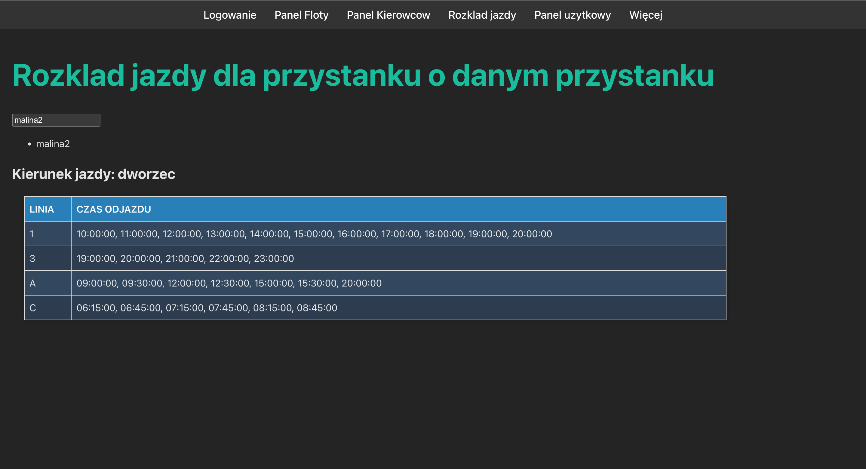 Logowanie Panel Floty Panel Kierowcow Rozklad jazdy Panel uzytkowy Więcej
Rozklad jazdy dla przystanku o danym przystanku
malina2
• malina2
Kierunek jazdy: dworzec
LINIA CZAS ODJAZDU
1 10:00:00, 11:00:00, 12:00:00, 13:00:00, 14:00:00, 15:00:00, 16:00:00, 17:00:00, 18:00:00, 19:00:00, 20:00:00
3 19:00:00, 20:00:00, 21:00:00, 22:00:00, 23:00:00
A 09:00:00, 09:30:00, 12:00:00, 12:30:00, 15:00:00, 15:30:00, 20:00:00
C 06:15:00, 06:45:00, 07:15:00, 07:45:00, 08:15:00, 08:45:00